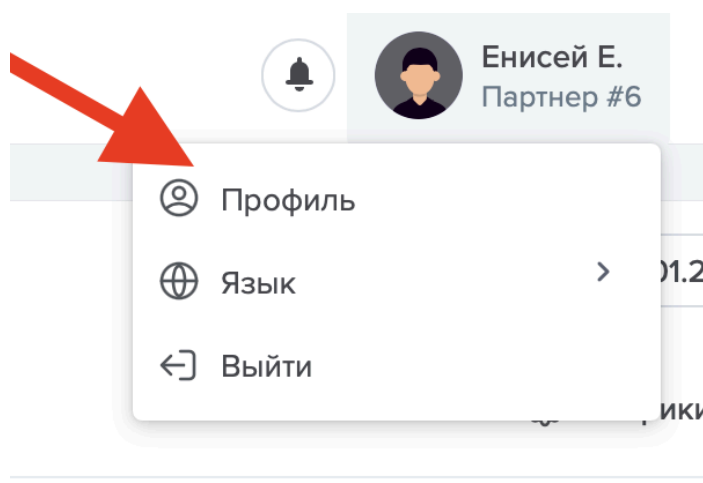 Енисей Е.
Партнер #6
Профиль
Язык
Выйти